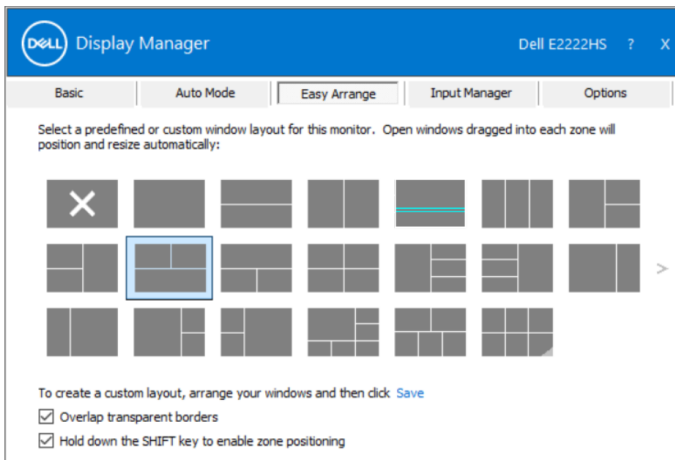 DELL Display Manager Dell E2222HS ? X
Basic Auto Mode Easy Arrange Input Manager Options
Select a predefined or custom window layout for this monitor. Open windows dragged into each zone will
position and resize automatically:
>
To create a custom layout, arrange your windows and then click Save
Overlap transparent borders
Hold down the SHIFT key to enable zone positioning